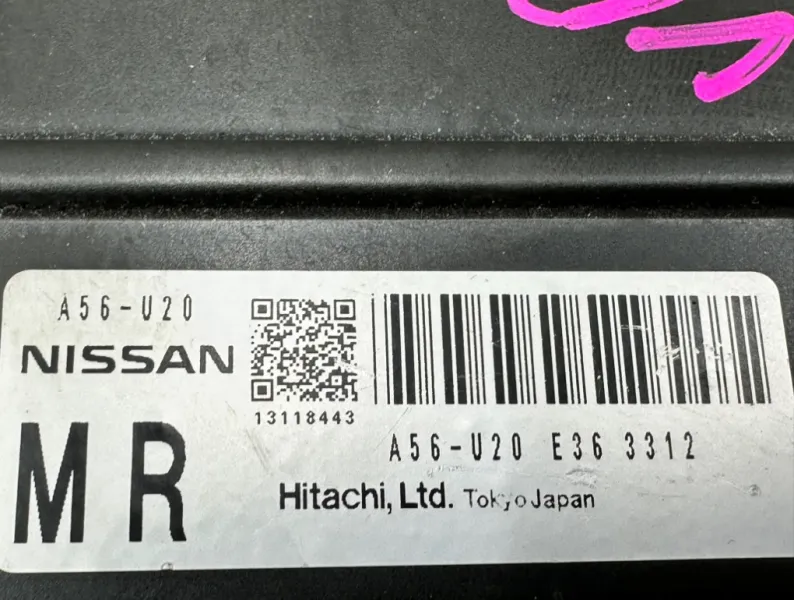 A56-U20
NISSAN
MR
13118443
A56-U20 E36 3312
Hitachi, Ltd. Tokyo Japan